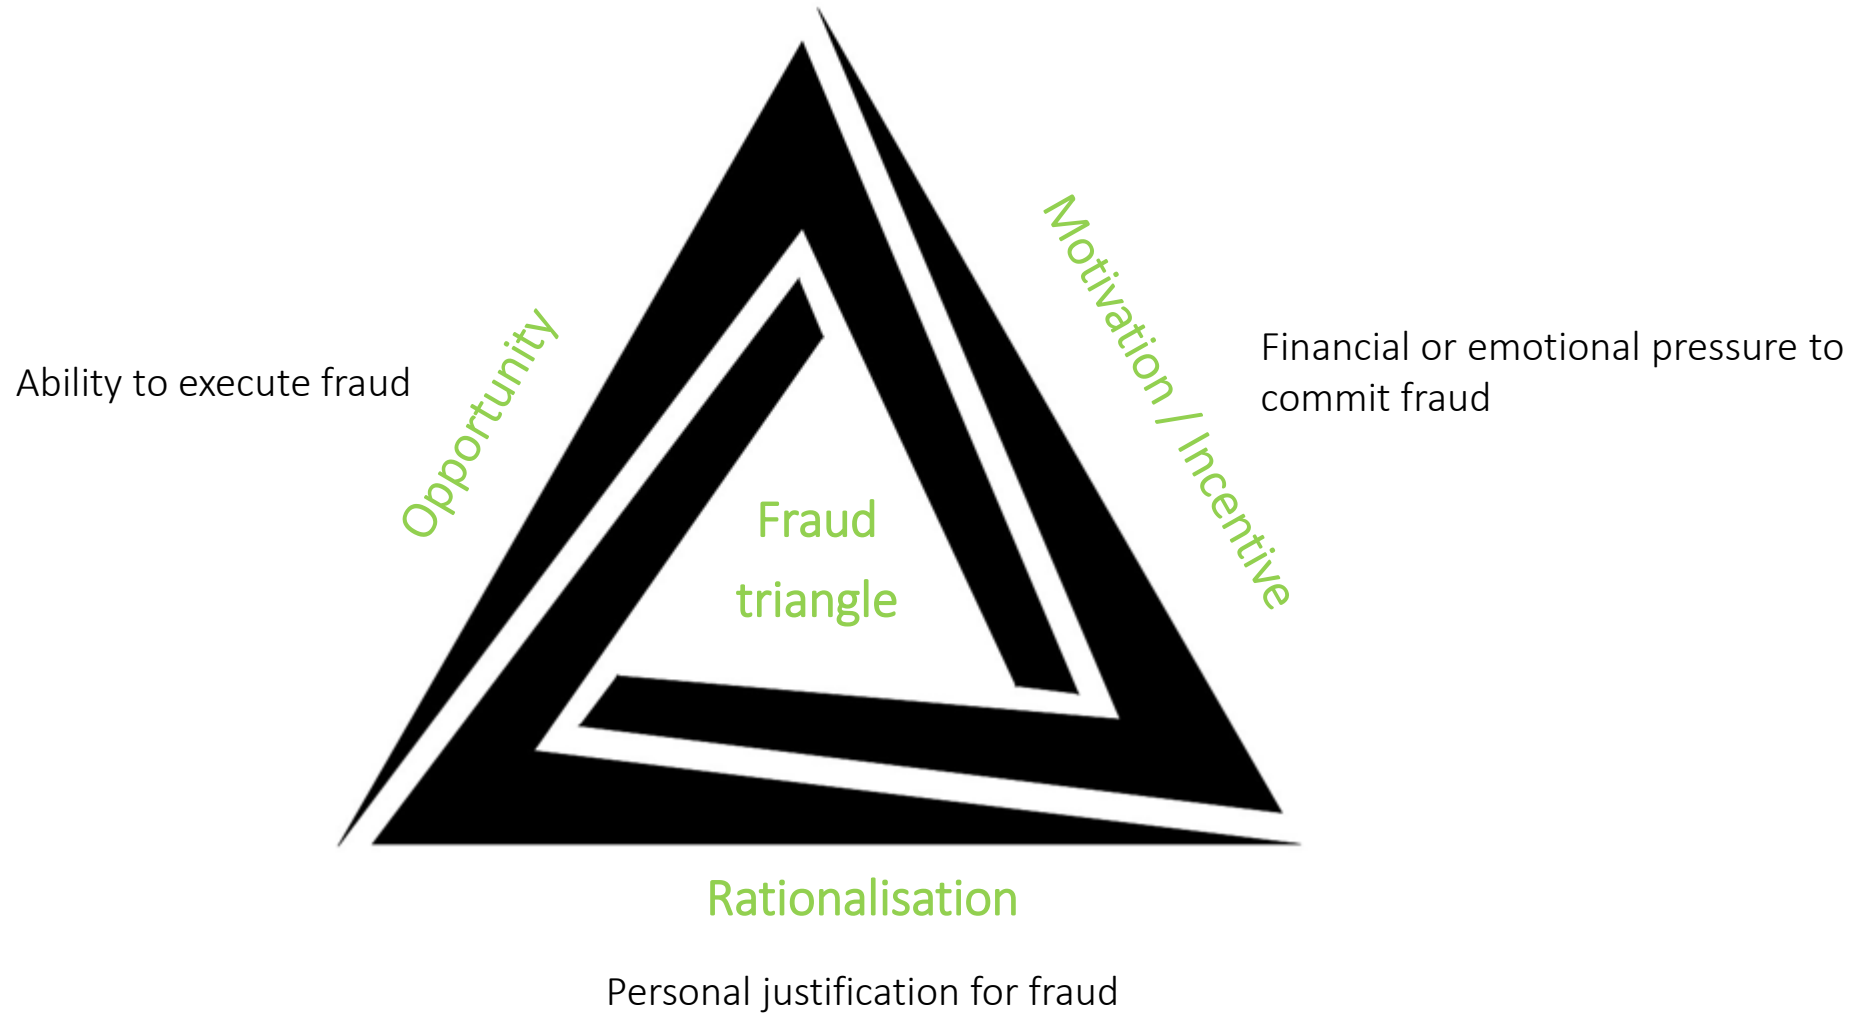 Motivation / Incentive
Financial or emotional pressure to
commit fraud
Ability to execute fraud
Opportunity
Fraud
triangle
Rationalisation
Personal justification for fraud